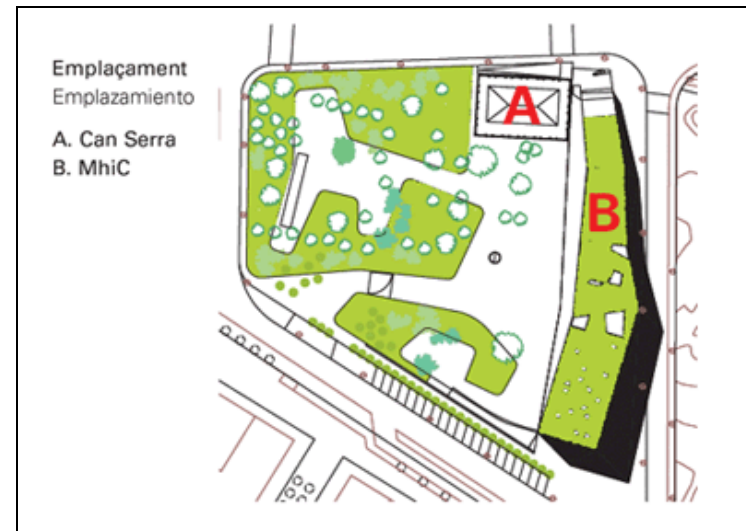 Emplaçament
Emplazamiento
A. Can Serra
B. MhiC
A
B